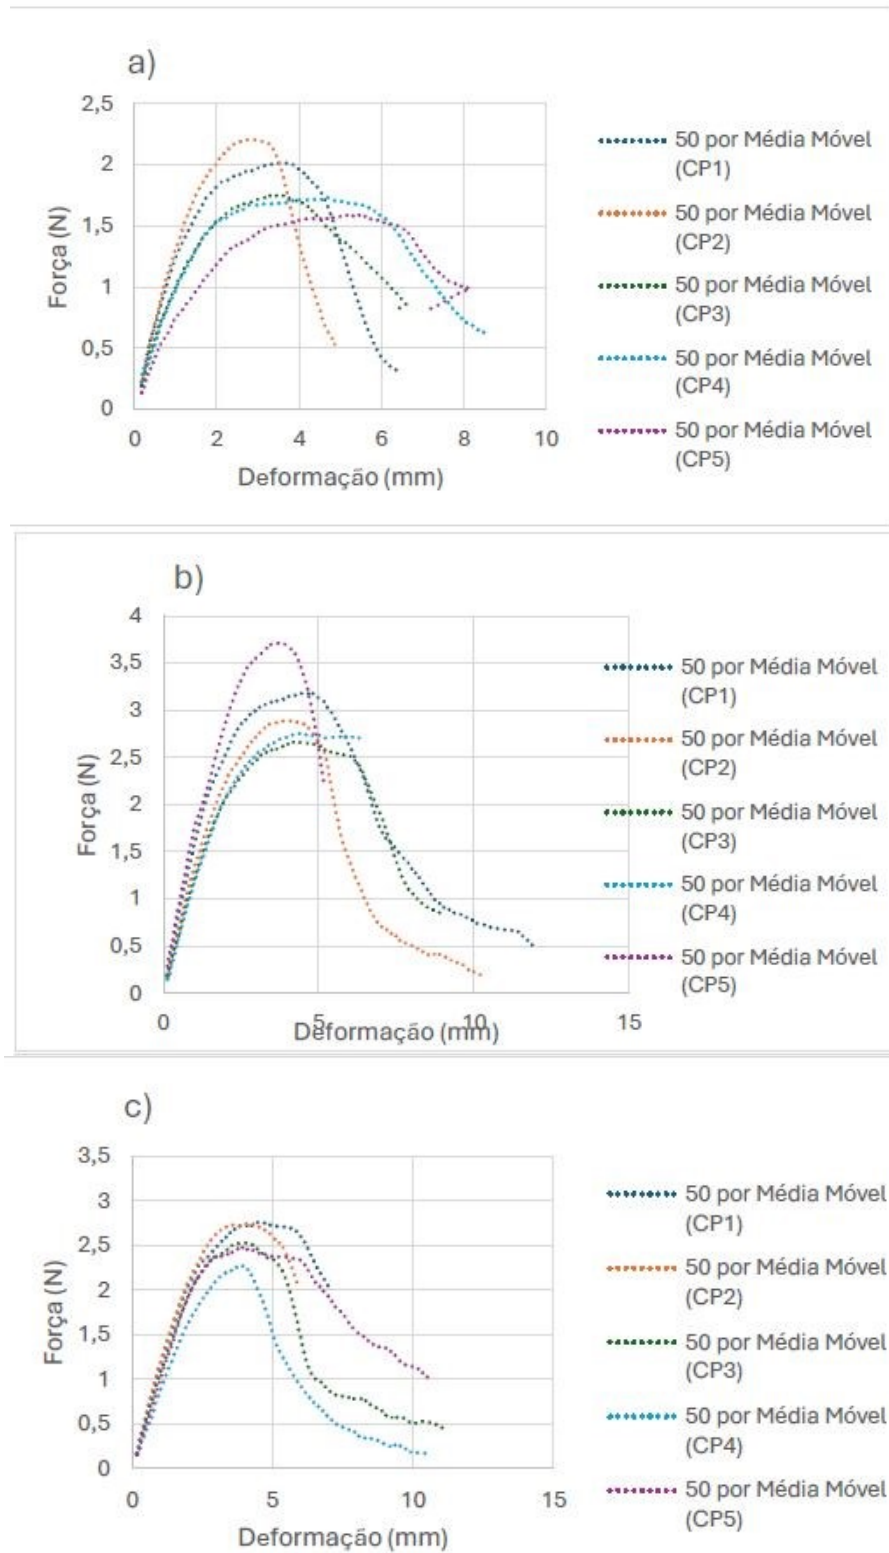 a)
2,5
2
1,5
1
0,5
0
Força (N)
0 2 4 6 8 10
Deformação (mm)
50 por Média Móvel
(CP1)
50 por Média Móvel
(CP2)
50 por Média Móvel
(CP3)
50 por Média Móvel
(CP4)
50 por Média Móvel
(CP5)
b)
4
3,5
3
2,5
2
1,5
1
0,5
0
Força (N)
0 5 10 15
Deformação (mm)
50 por Média Móvel
(CP1)
50 por Média Móvel
(CP2)
50 por Média Móvel
(CP3)
50 por Média Móvel
(CP4)
50 por Média Móvel
(CP5)
c)
3,5
3
2,5
2
1,5
1
0,5
0
Força (N)
0 5 10 15
Deformação (mm)
50 por Média Móvel
(CP1)
50 por Média Móvel
(CP2)
50 por Média Móvel
(CP3)
50 por Média Móvel
(CP4)
50 por Média Móvel
(CP5)